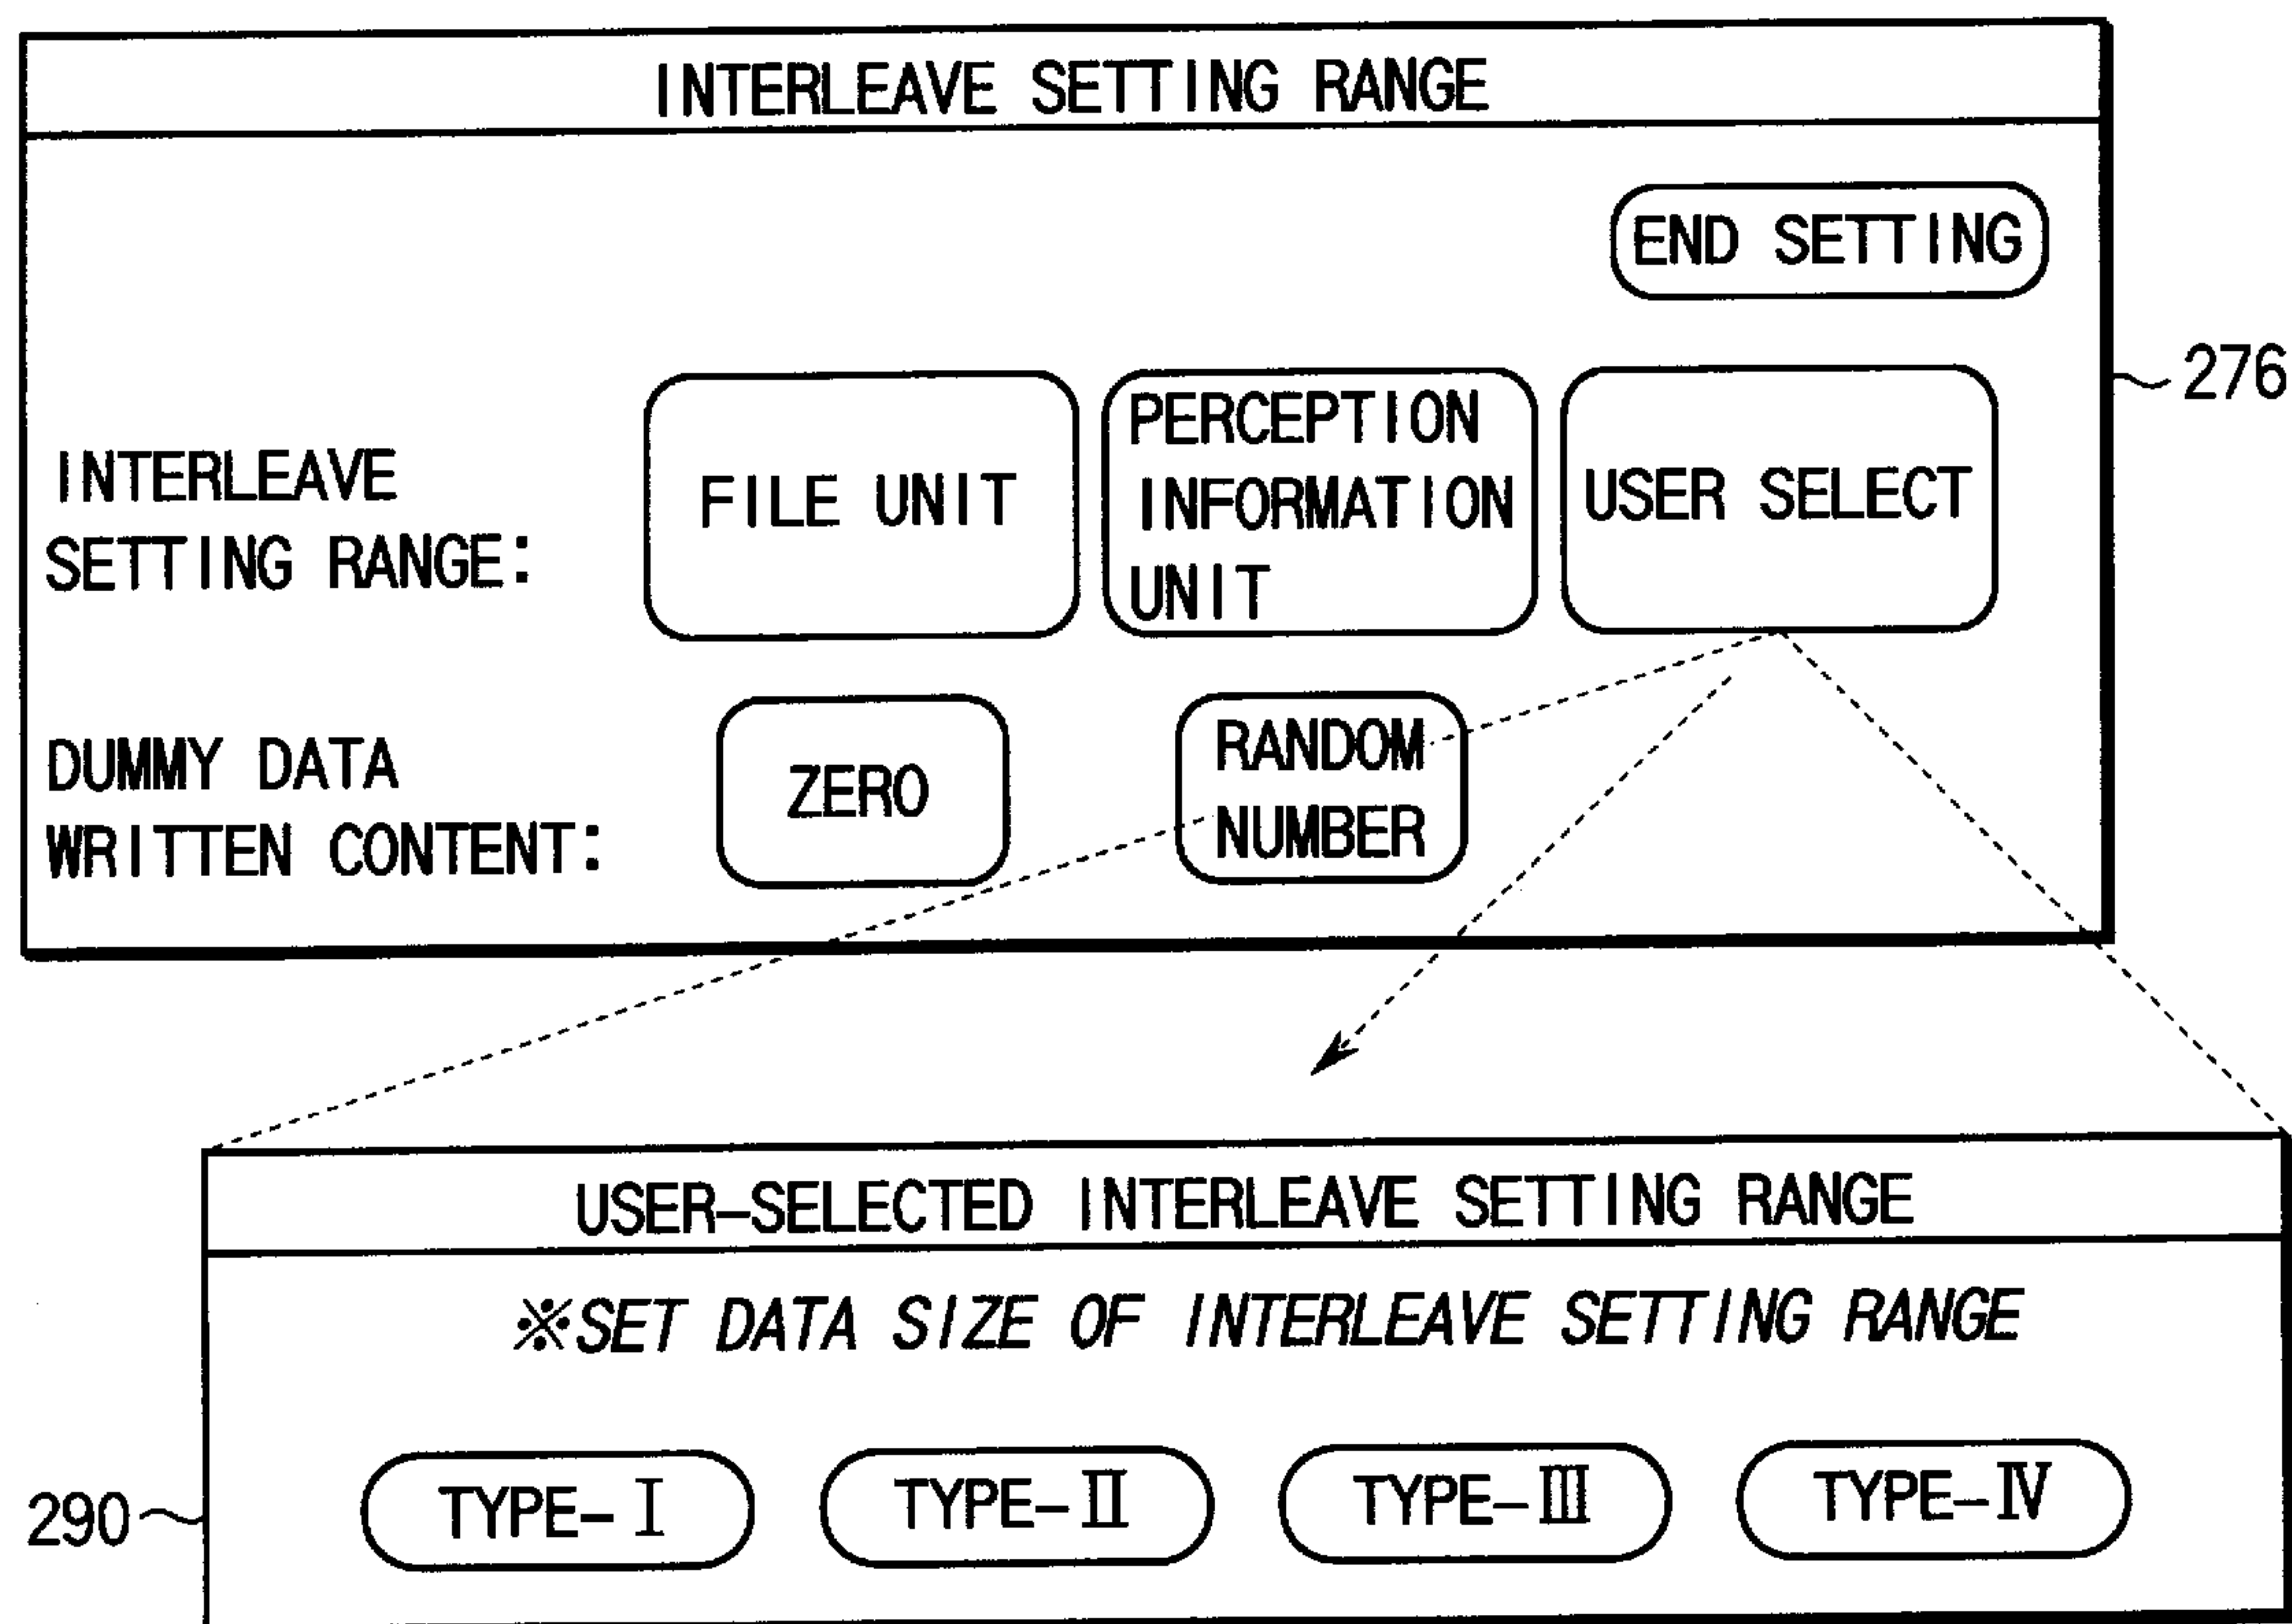 INTERLEAVE SETTING RANGE
END SETTING
276
INTERLEAVE
SETTING RANGE:
FILE UNIT
PERCEPTION
INFORMATION
UNIT
USER SELECT
DUMMY DATA
WRITTEN CONTENT:
ZERO
RANDOM
NUMBER
USER-SELECTED INTERLEAVE SETTING RANGE
※SET DATA SIZE OF INTERLEAVE SETTING RANGE
290
TYPE-I
TYPE-II
TYPE-III
TYPE-IV